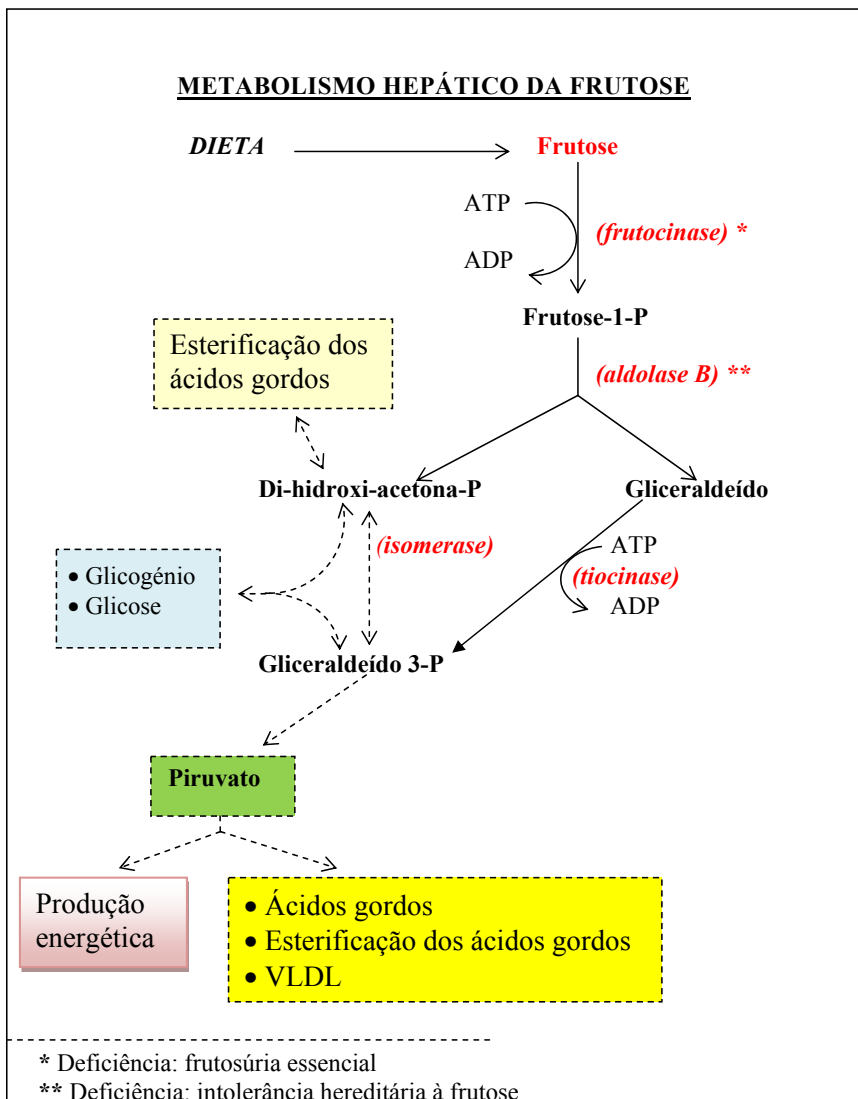 METABOLISMO HEPÁTICO DA FRUTOSE
DIETA
Frutose
ATP
(frutocinase) *
ADP
Frutose-1-P
Esterificação dos
ácidos gordos
(aldolase B) **
Di-hidroxi-acetona-P
Gliceraldeído
(isomerase)
ATP
(tiocinase)
ADP
• Glicogénio
• Glicose
Gliceraldeído 3-P
Piruvato
Produção
energética
• Ácidos gordos
• Esterificação dos ácidos gordos
• VLDL
* Deficiência: frutosúria essencial
** Deficiência: intolerância hereditária à frutose